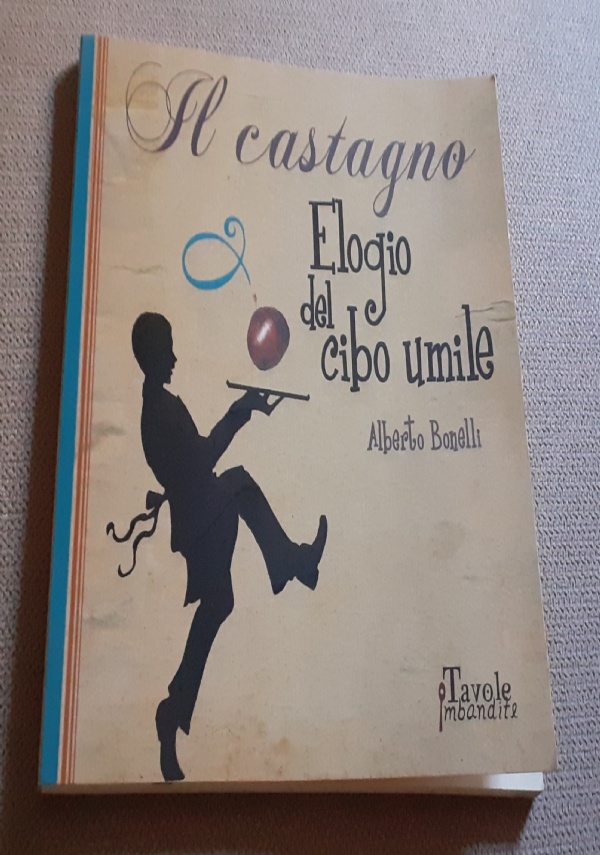 Il castagno
Elogio
del
cibo umile
Alberto Bonelli
Tavole
imbandite